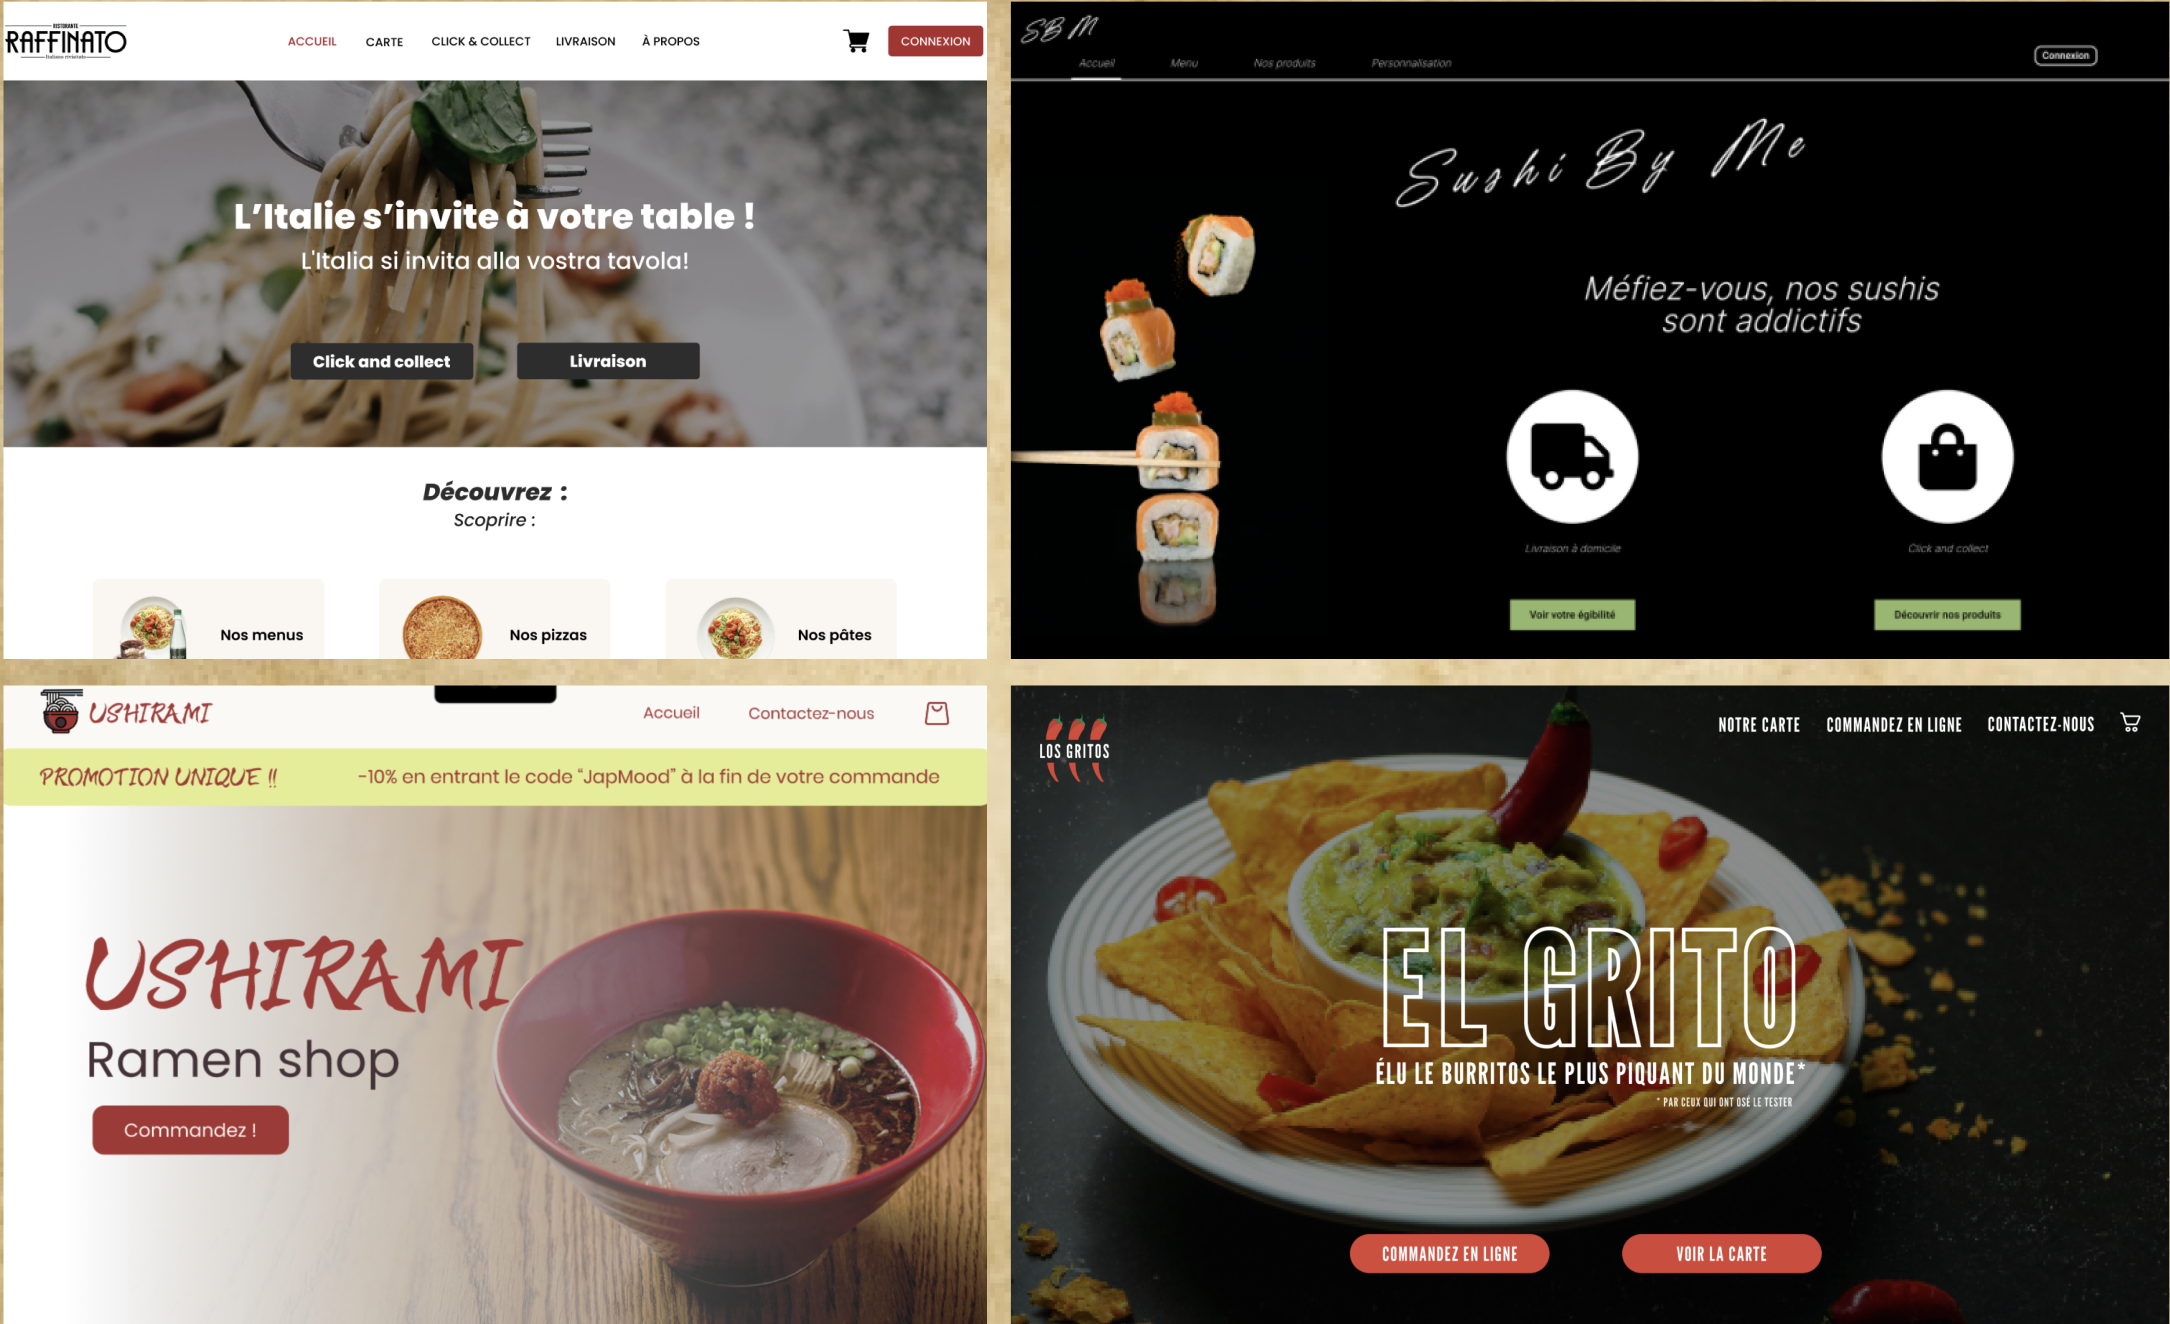 RISTORANTE
RAFFINATO
Italiano rivisitato
ACCUEIL
CARTE
CLICK & COLLECT
LIVRAISON
À PROPOS
CONNEXION
L’Italie s’invite à votre table !
L'Italia si invita alla vostra tavola!
Click and collect
Livraison
Découvrez :
Scoprire :
Nos menus
Nos pizzas
Nos pâtes
SB M
Accueil
Menu
Nos produits
Personnalisation
Connexion
Sushi By Me
Méfiez-vous, nos sushis
sont addictifs
Livraison à domicile
Click and collect
Voir votre égibilité
Découvrir nos produits
USHIRAMI
Accueil
Contactez-nous
PROMOTION UNIQUE !!
-10% en entrant le code “JapMood” à la fin de votre commande
USHIRAMI
Ramen shop
Commandez !
LOS GRITOS
NOTRE CARTE
COMMANDEZ EN LIGNE
CONTACTEZ-NOUS
EL GRITO
ÉLU LE BURRITOS LE PLUS PIQUANT DU MONDE*
* PAR CEUX QUI ONT OSÉ LE TESTER
COMMANDEZ EN LIGNE
VOIR LA CARTE